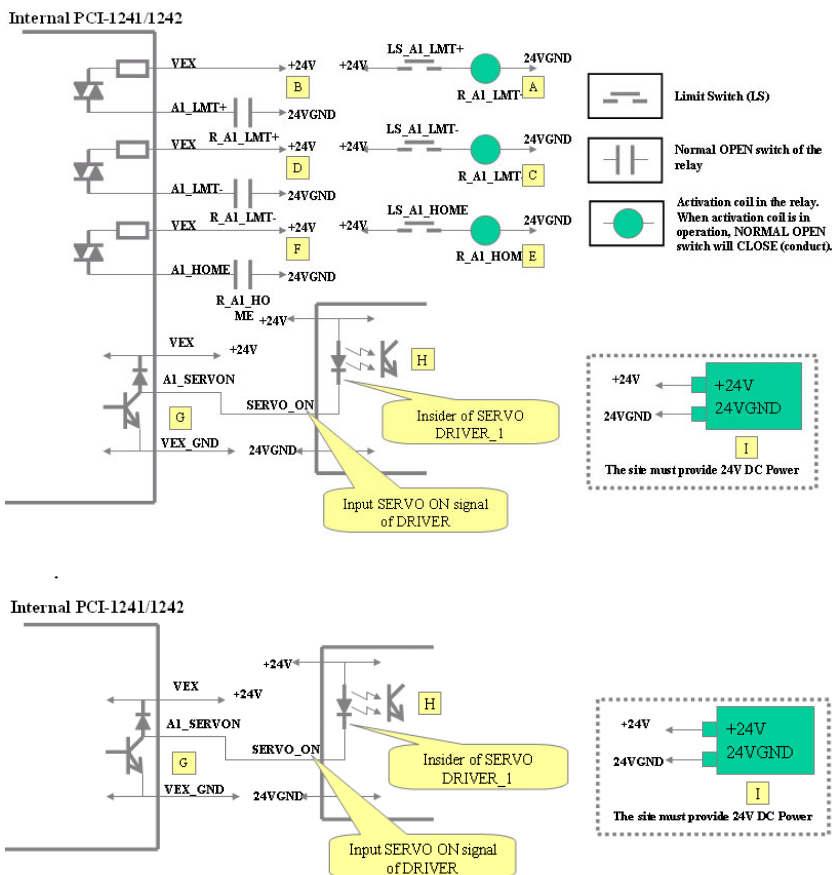 Internal PCI-1241/1242
VEX
+24V
B
A1_LMT+
24VGND
R_A1_LMT+
+24V
LS_A1_LMT+
24VGND
R_A1_LMT-
A
VEX
+24V
D
A1_LMT-
24VGND
R_A1_LMT-
+24V
LS_A1_LMT-
24VGND
R_A1_LMT
C
VEX
+24V
F
A1_HOME
24VGND
R_A1_HO
ME
+24V
LS_A1_HOME
24VGND
R_A1_HOM
E
Limit Switch (LS)
Normal OPEN switch of the
relay
Activation coil in the relay.
When activation coil is in
operation, NORMAL OPEN
switch will CLOSE (conduct).
VEX
+24V
A1_SERVON
G
VEX_GND
+24V
SERVO_ON
24VGND
H
Insider of SERVO
DRIVER_1
Input SERVO ON signal
of DRIVER
+24V
24VGND
+24V
24VGND
I
The site must provide 24V DC Power
.
Internal PCI-1241/1242
VEX
+24V
A1_SERVON
G
VEX_GND
+24V
SERVO_ON
24VGND
H
Insider of SERVO
DRIVER_1
Input SERVO ON signal
of DRIVER
+24V
24VGND
+24V
24VGND
I
The site must provide 24V DC Power